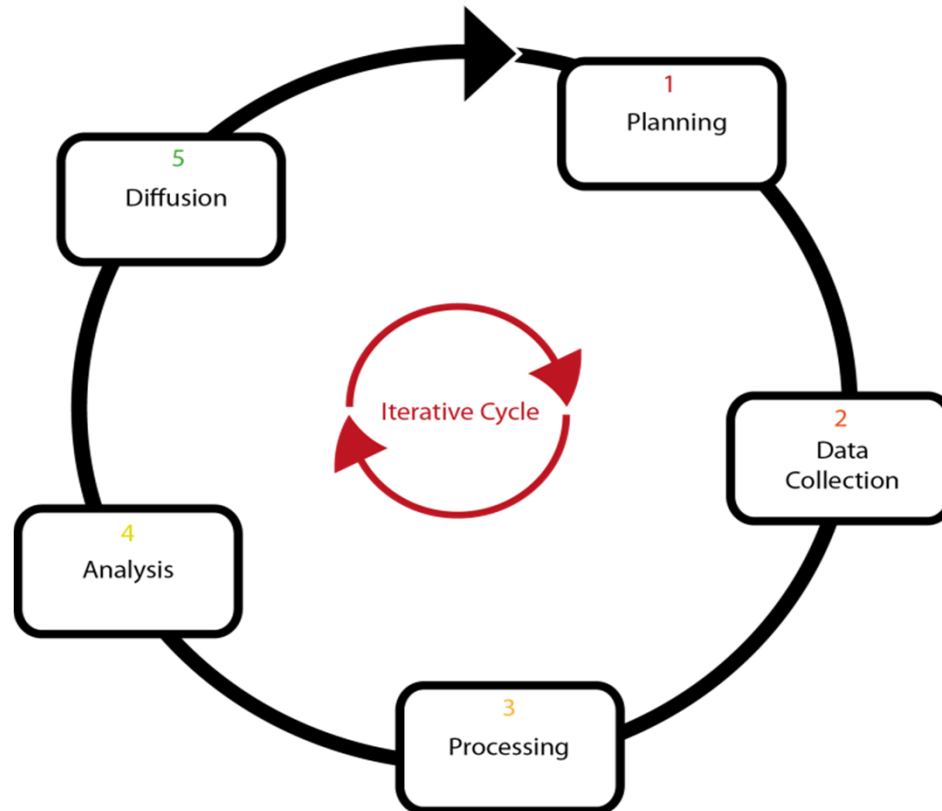 1
Planning
2
Data
Collection
3
Processing
4
Analysis
5
Diffusion
Iterative Cycle